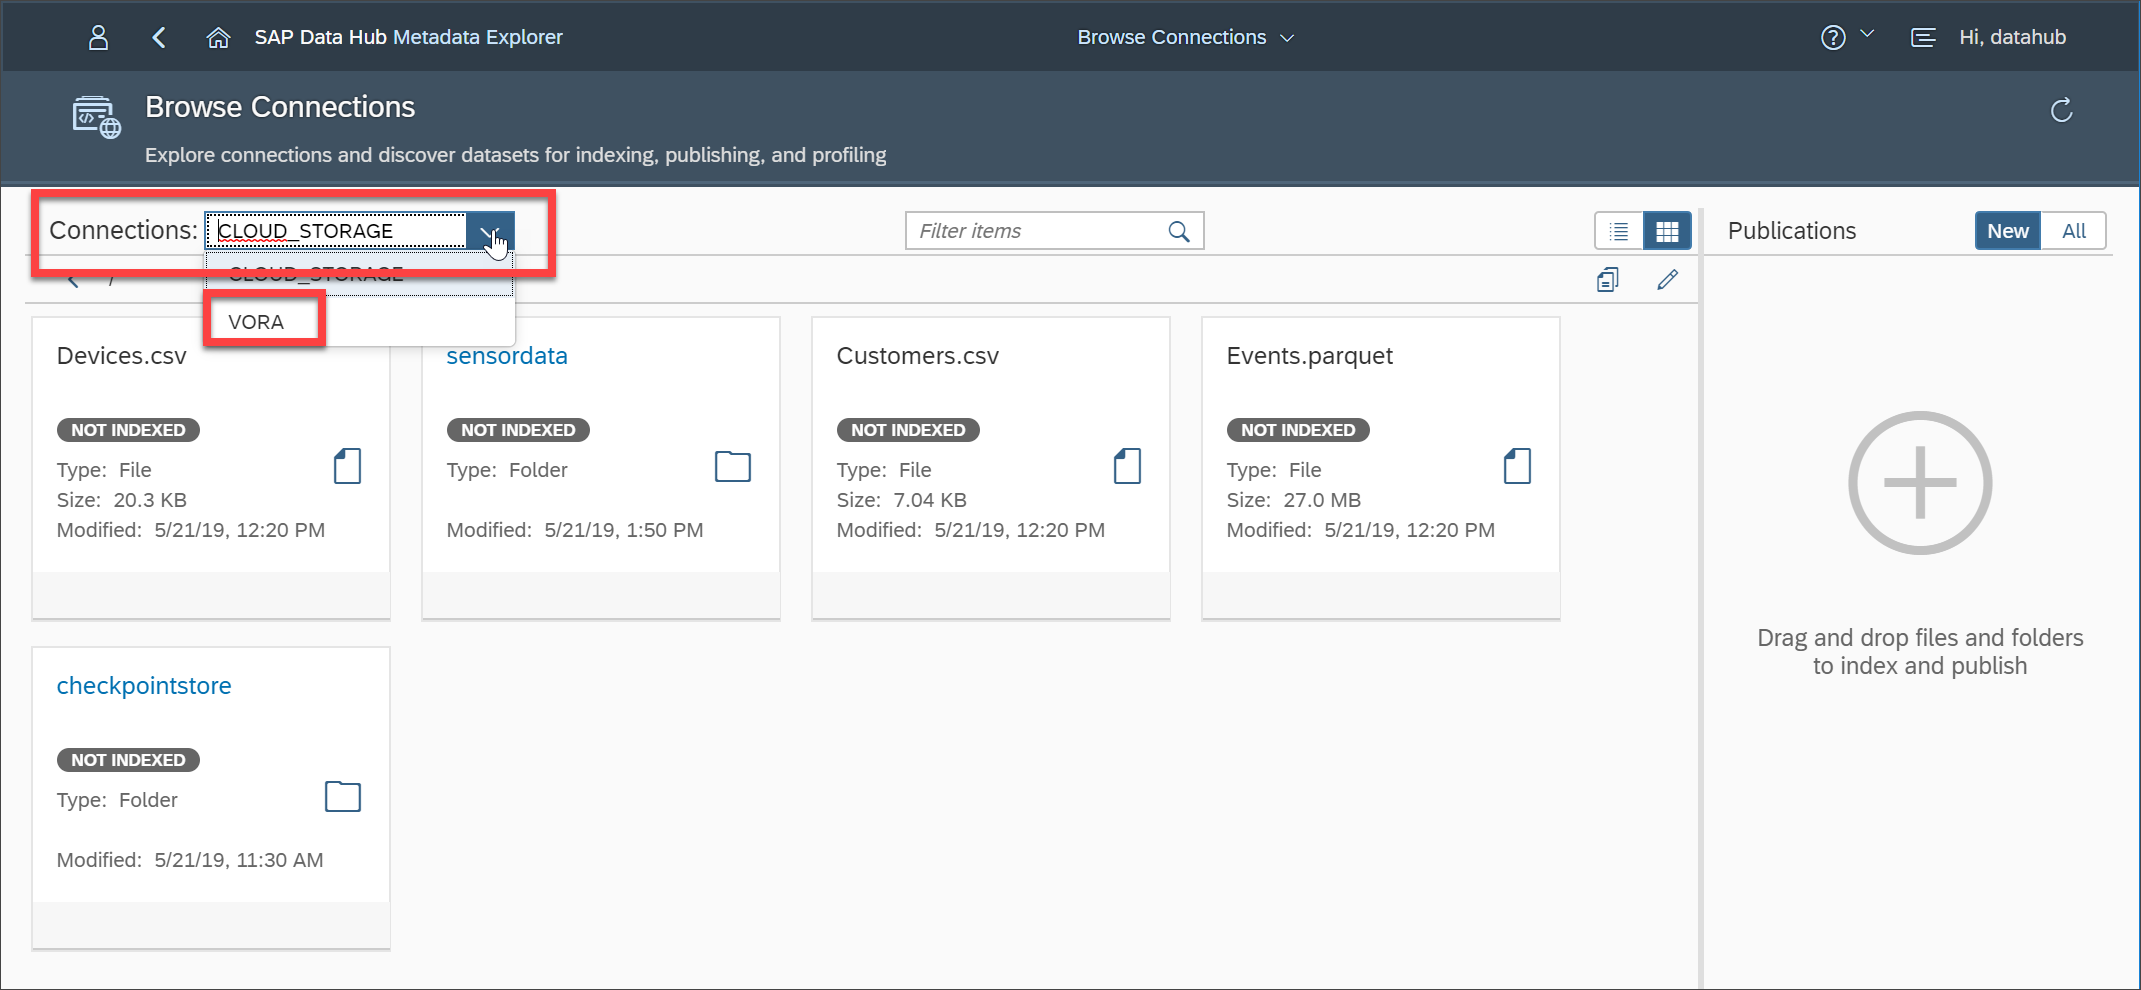 SAP Data Hub Metadata Explorer
Browse Connections
Hi, datahub
Browse Connections
Explore connections and discover datasets for indexing, publishing, and profiling
Connections: CLOUD_STORAGE
Filter items
Publications
New
All
CLOUD_STORAGE
/
VORA
Devices.csv
NOT INDEXED
Type: File
Size: 20.3 KB
Modified: 5/21/19, 12:20 PM
sensordata
NOT INDEXED
Type: Folder
Modified: 5/21/19, 1:50 PM
Customers.csv
NOT INDEXED
Type: File
Size: 7.04 KB
Modified: 5/21/19, 12:20 PM
Events.parquet
NOT INDEXED
Type: File
Size: 27.0 MB
Modified: 5/21/19, 12:20 PM
checkpointstore
NOT INDEXED
Type: Folder
Modified: 5/21/19, 11:30 AM
Drag and drop files and folders
to index and publish